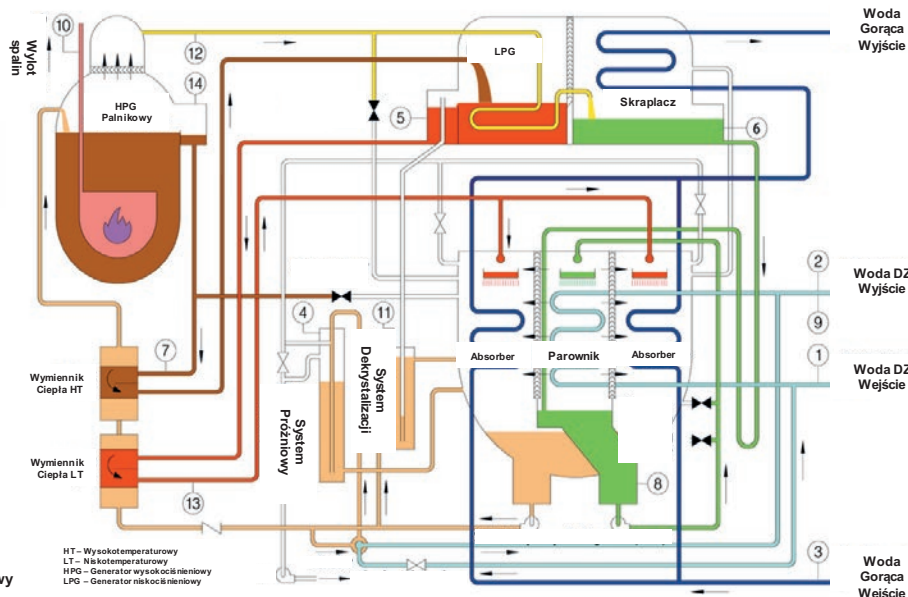 10
Wylot
spalin
12
14
HPG
Palnikowy
LPG
5
Skraplacz
6
Woda
Gorąca
Wyjście
2
Woda DZ
Wyjście
9
1
Woda DZ
Wejście
4
11
7
Wymiennik
Ciepła HT
System
Dekrystalizacji
Absorber
Parownik
Absorber
System
Próżniowy
Wymiennik
Ciepła LT
8
13
HT – Wysokotemperaturowy
LT – Niskotemperaturowy
HPG – Generator wysokociśnieniowy
LPG – Generator niskociśnieniowy
wy
3
Woda
Gorąca
Wejście